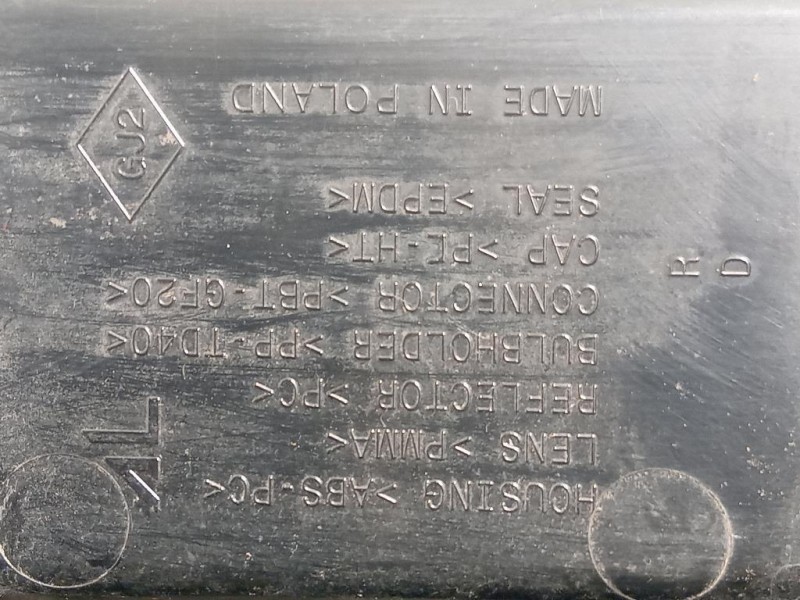 HOUSING >ABS-PC<
LENS >PMMA<
REFLECTOR >PC<
BULBHOLDER >PP-TD40<
CONNECTOR >PBT-GF20<
CAP >PE-HT<
SEAL >EPDM<
MADE IN POLAND
GJ2
R
D